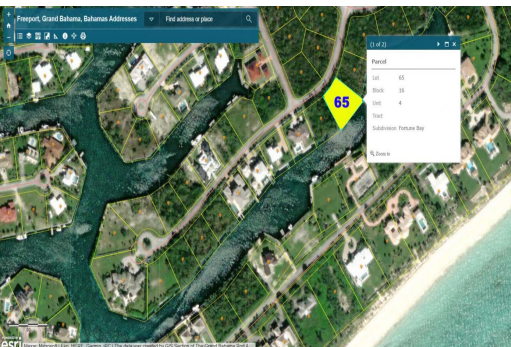 Freeport, Grand Bahama, Bahamas Addresses
Find address or place
(1 of 2)
Parcel
Lot 65
Block 16
Unit 4
Tract
Subdivision Fortune Bay
Zoom to
65
esri